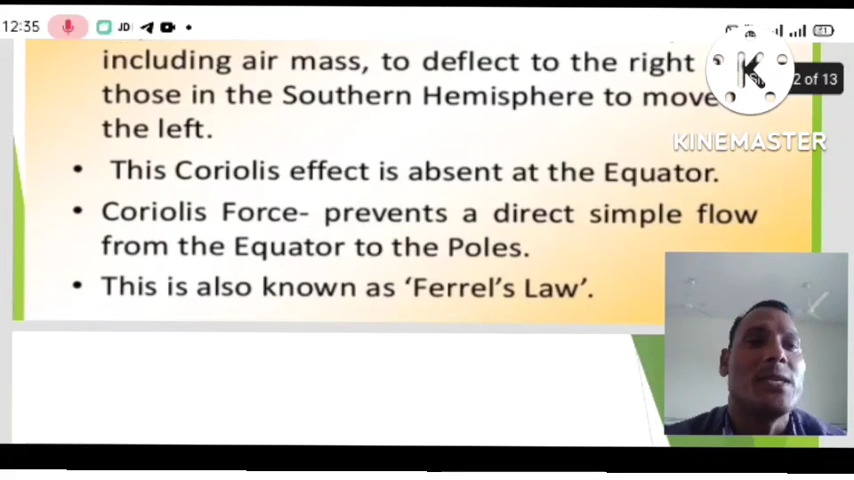 12:35 JD 61
including air mass, to deflect to the right
2 of 13
those in the Southern Hemisphere to move
the left.
KINEMASTER
• This Coriolis effect is absent at the Equator.
• Coriolis Force- prevents a direct simple flow
from the Equator to the Poles.
• This is also known as ‘Ferrel’s Law’.